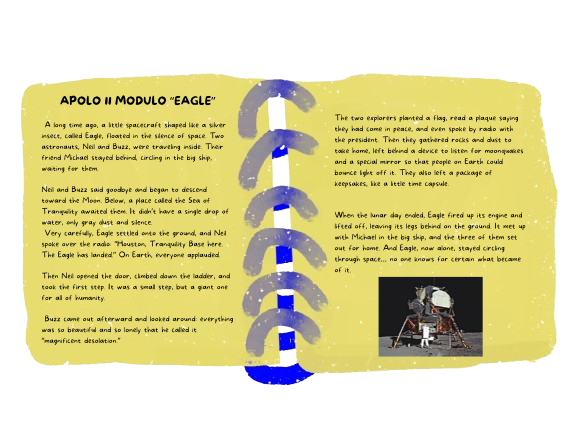 APOLO 11 MODULO "EAGLE"
A long time ago, a little spacecraft shaped like a silver
insect, called Eagle, floated in the silence of space. Two
astronauts, Neil and Buzz, were traveling inside. Their
friend Michael stayed behind, circling in the big ship,
waiting for them.
Neil and Buzz said goodbye and began to descend
toward the Moon. Below, a place called the Sea of
Tranquility awaited them. It didn't have a single drop of
water, only gray dust and silence.
Very carefully, Eagle settled onto the ground, and Neil
spoke over the radio: "Houston, Tranquility Base here.
The Eagle has landed." On Earth, everyone applauded.
Then Neil opened the door, climbed down the ladder, and
took the first step. It was a small step, but a giant one
for all of humanity.
Buzz came out afterward and looked around: everything
was so beautiful and so lonely that he called it
"magnificent desolation."
The two explorers planted a flag, read a plaque saying
they had come in peace, and even spoke by radio with
the president. Then they gathered rocks and dust to
take home, left behind a device to listen for moonquakes
and a special mirror so that people on Earth could
bounce light off it. They also left a package of
keepsakes, like a little time capsule.
When the lunar day ended, Eagle fired up its engine and
lifted off, leaving its legs behind on the ground. It met up
with Michael in the big ship, and the three of them set
out for home. And Eagle, now alone, stayed circling
through space... no one knows for certain what became
of it.